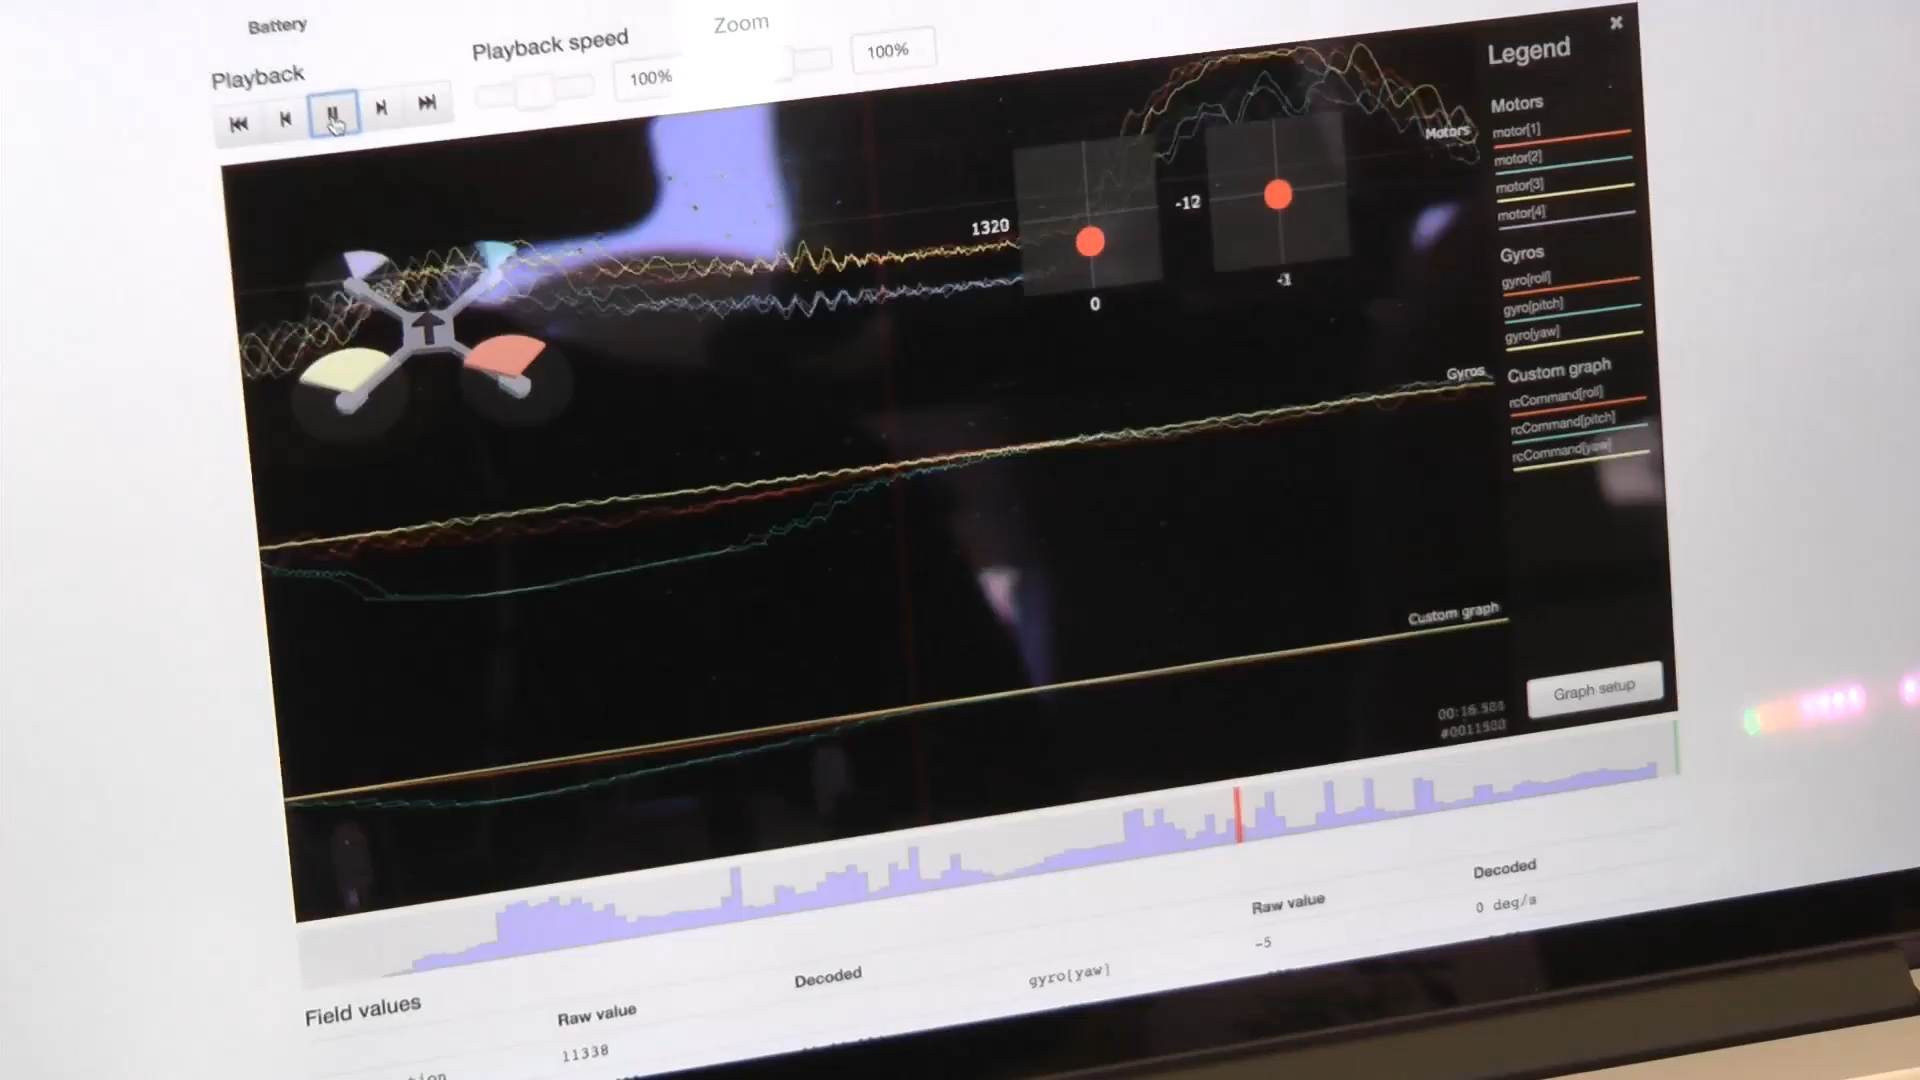 Battery
Playback
Playback speed
100%
Zoom
100%
Legend
Motors
motor[1]
motor[2]
motor[3]
motor[4]
Gyros
gyro[roll]
gyro[pitch]
gyro[yaw]
Custom graph
rcCommand[roll]
rcCommand[pitch]
rcCommand[yaw]
Graph setup
Motors
1320
-12
0
-1
Gyros
Custom graph
Field values
Raw value
Decoded
11338
gyro[yaw]
Raw value
-5
Decoded
0 deg/s